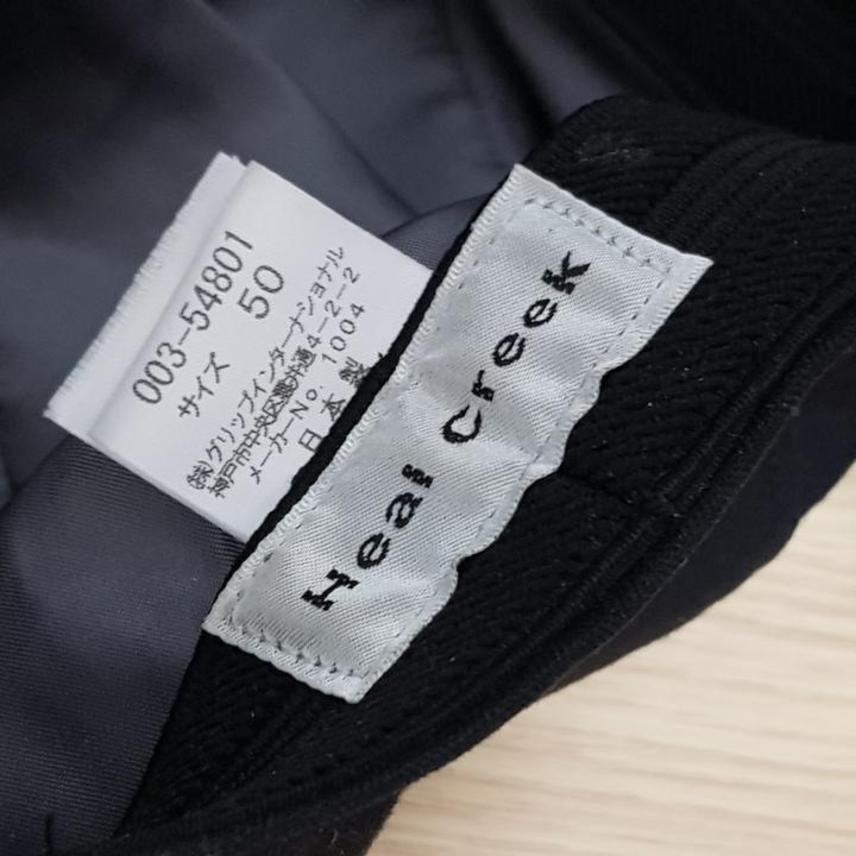 003-54801
サイズ 50
㈱グリップインターナショナル
神戸市中央区磯上通4-2-2
メーカーNo. 1004
日本製
Heal Creek